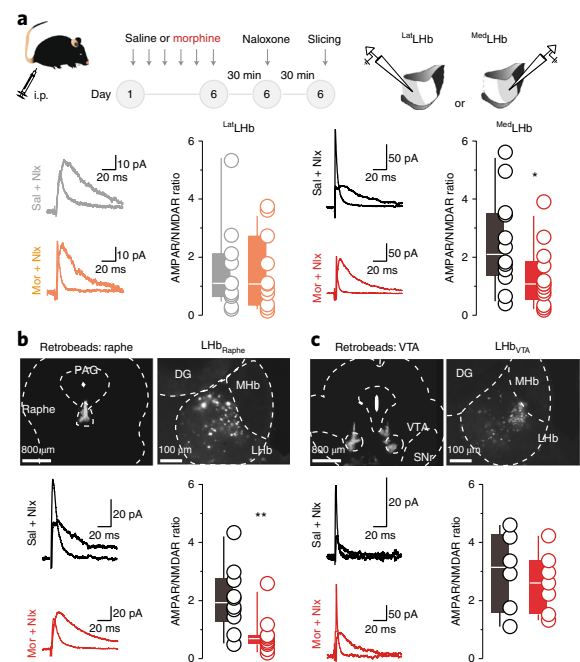 a
Saline or morphine
Naloxone
Slicing
30 min
30 min
i.p.
Day
1
6
6
6
LatLHb
or
MedLHb
LatLHb
Sal + Nlx
10 pA
20 ms
Mor + Nlx
10 pA
20 ms
AMPAR/NMDAR ratio
6
4
2
0
MedLHb
Sal + Nlx
50 pA
20 ms
Mor + Nlx
50 pA
20 ms
AMPAR/NMDAR ratio
6
4
2
0
*
b
Retrobeads: raphe
PAG
Raphe
800 μm
LHbRaphe
DG
MHb
LHb
100 μm
Sal + Nlx
20 pA
20 ms
Mor + Nlx
20 pA
20 ms
AMPAR/NMDAR ratio
6
4
2
0
**
c
Retrobeads: VTA
VTA
SNr
800 μm
LHbVTA
DG
MHb
LHb
100 μm
Sal + Nlx
20 pA
20 ms
Mor + Nlx
50 pA
20 ms
AMPAR/NMDAR ratio
6
4
2
0